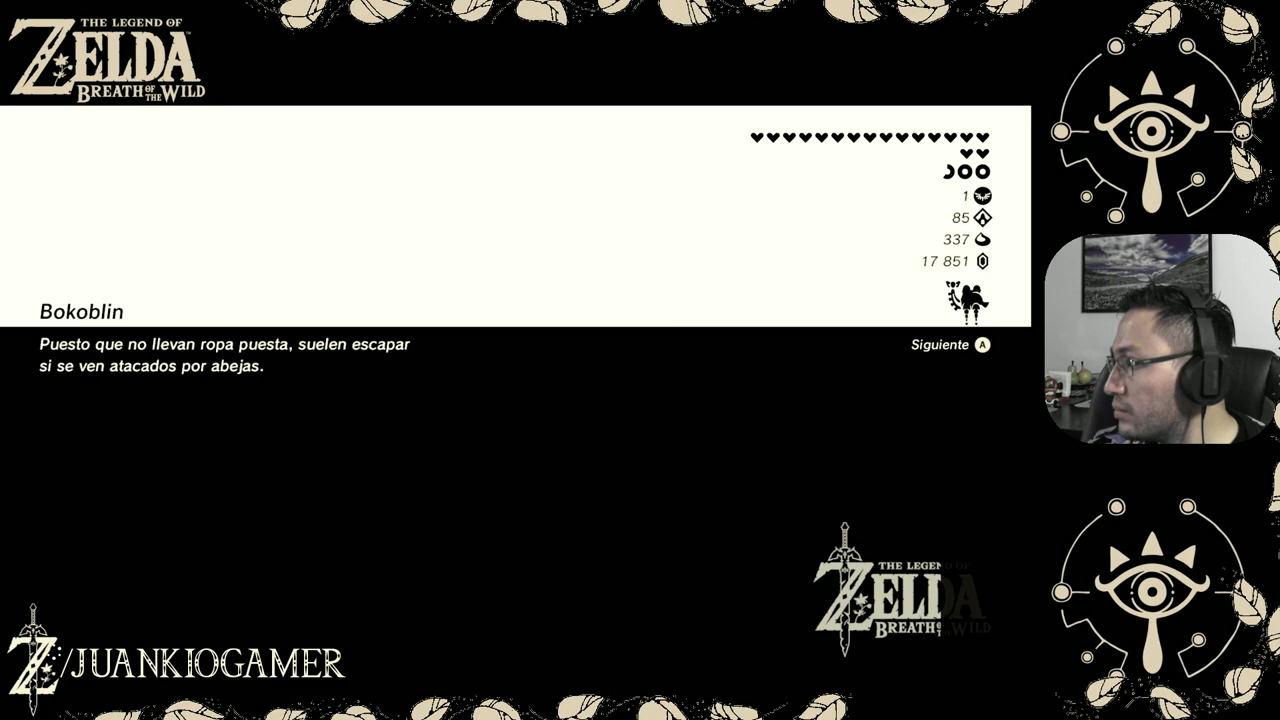 THE LEGEND OF
ZELDA
BREATH OF THE WILD
1
85
337
17 851
Bokoblin
Puesto que no llevan ropa puesta, suelen escapar
si se ven atacados por abejas.
Siguiente A
THE LEGEND OF
ZELDA
BREATH OF THE WILD
Z/JUANKIOGAMER